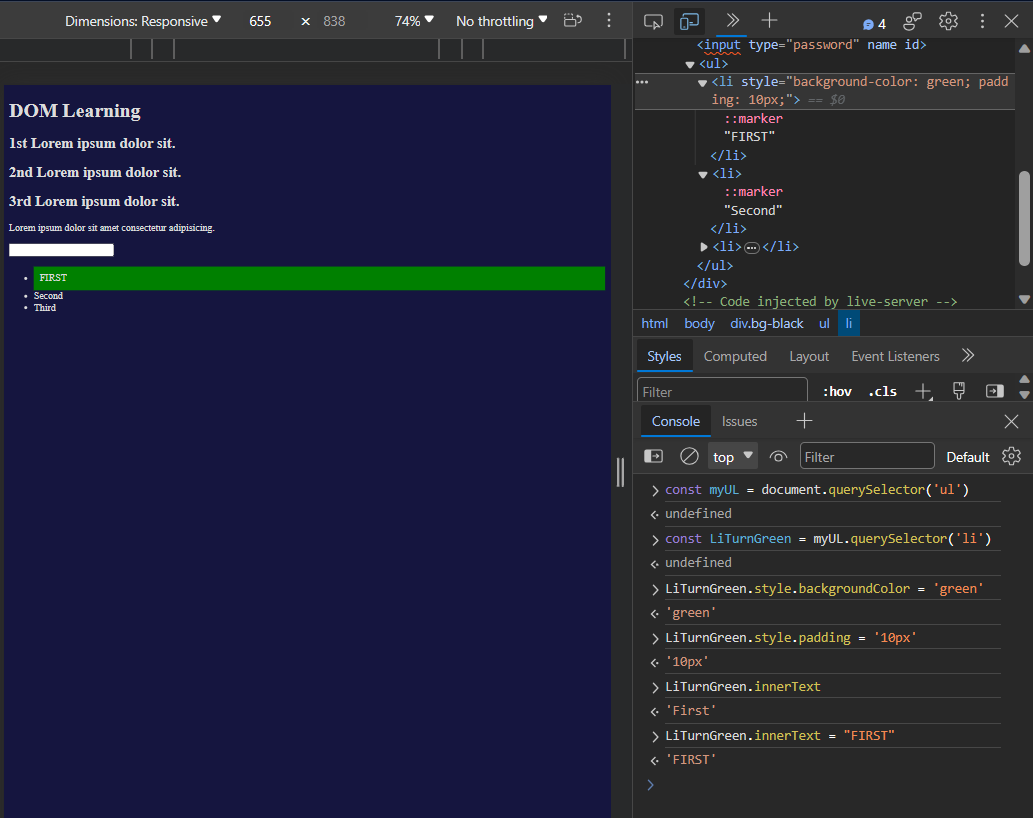 Dimensions: Responsive 655 × 838 74% No throttling
4
DOM Learning
1st Lorem ipsum dolor sit.
2nd Lorem ipsum dolor sit.
3rd Lorem ipsum dolor sit.
Lorem ipsum dolor sit amet consectetur adipisicing.
FIRST
Second
Third
<input type="password" name id>
<ul>
<li style="background-color: green; padd
ing: 10px;"> == $0
::marker
"FIRST"
</li>
<li>
::marker
"Second"
</li>
<li>…</li>
</ul>
</div>
<!-- Code injected by live-server -->
html body div.bg-black ul li
Styles Computed Layout Event Listeners
Filter :hov .cls
Console Issues
top Filter Default
const myUL = document.querySelector('ul')
undefined
const LiTurnGreen = myUL.querySelector('li')
undefined
LiTurnGreen.style.backgroundColor = 'green'
'green'
LiTurnGreen.style.padding = '10px'
'10px'
LiTurnGreen.innerText
'First'
LiTurnGreen.innerText = "FIRST"
'FIRST'